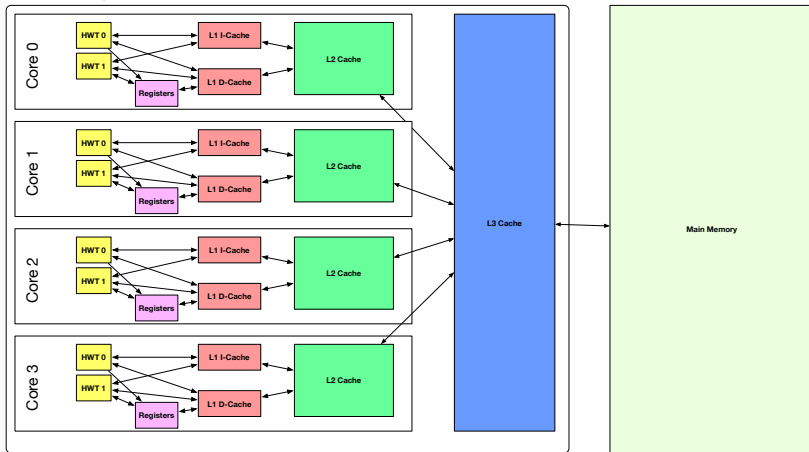 Core 0
HWT 0
HWT 1
Registers
L1 I-Cache
L1 D-Cache
L2 Cache
Core 1
HWT 0
HWT 1
Registers
L1 I-Cache
L1 D-Cache
L2 Cache
Core 2
HWT 0
HWT 1
Registers
L1 I-Cache
L1 D-Cache
L2 Cache
Core 3
HWT 0
HWT 1
Registers
L1 I-Cache
L1 D-Cache
L2 Cache
L3 Cache
Main Memory